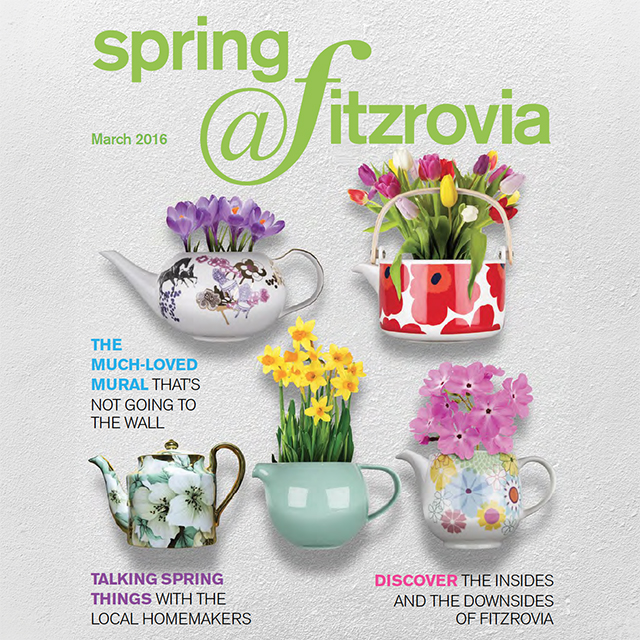 spring
@fitzrovia
March 2016
THE
MUCH-LOVED
MURAL THAT'S
NOT GOING TO
THE WALL
TALKING SPRING
THINGS WITH THE
LOCAL HOMEMAKERS
DISCOVER THE INSIDES
AND THE DOWNSIDES
OF FITZROVIA